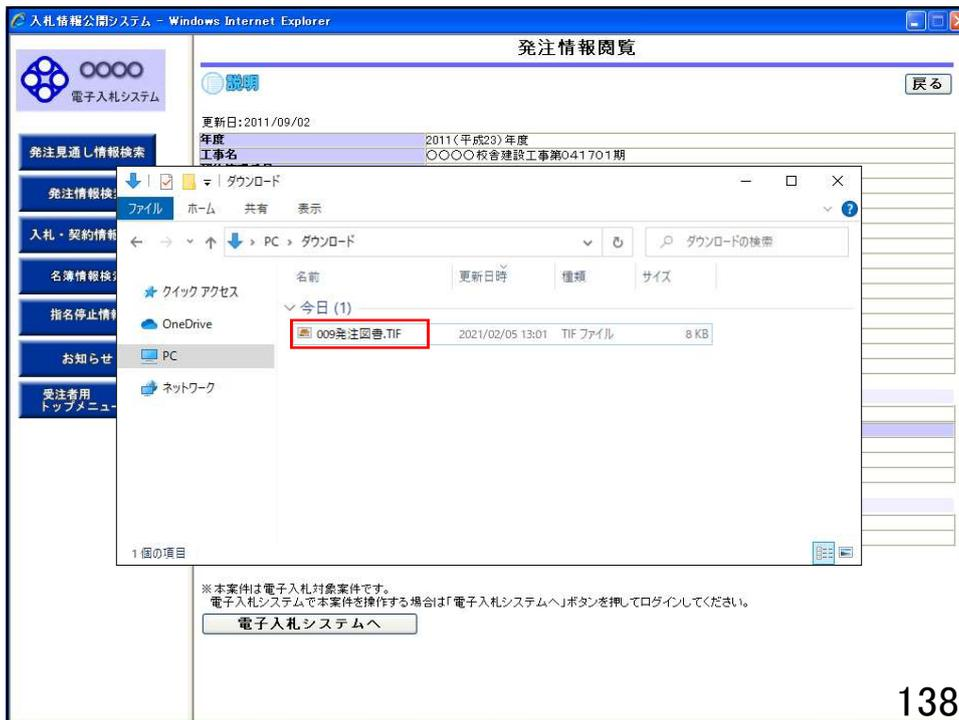 入札情報公開システム - Windows Internet Explorer
発注情報閲覧
〇〇〇〇
電子入札システム
説明
戻る
更新日:2011/09/02
年度 2011(平成23)年度
工事名 〇〇〇〇校舎建設工事第041701期
発注見通し情報検索
発注情報検
入札・契約情報
名簿情報検
指名停止情
お知らせ
受注者用
トップメニュー
ダウンロード
ファイル ホーム 共有 表示
PC › ダウンロード
ダウンロードの検索
クイック アクセス
OneDrive
PC
ネットワーク
名前 更新日時 種類 サイズ
今日 (1)
009発注図書.TIF 2021/02/05 13:01 TIF ファイル 8 KB
1 個の項目
※本案件は電子入札対象案件です。
電子入札システムで本案件を操作する場合は「電子入札システムへ」ボタンを押してログインしてください。
電子入札システムへ
138